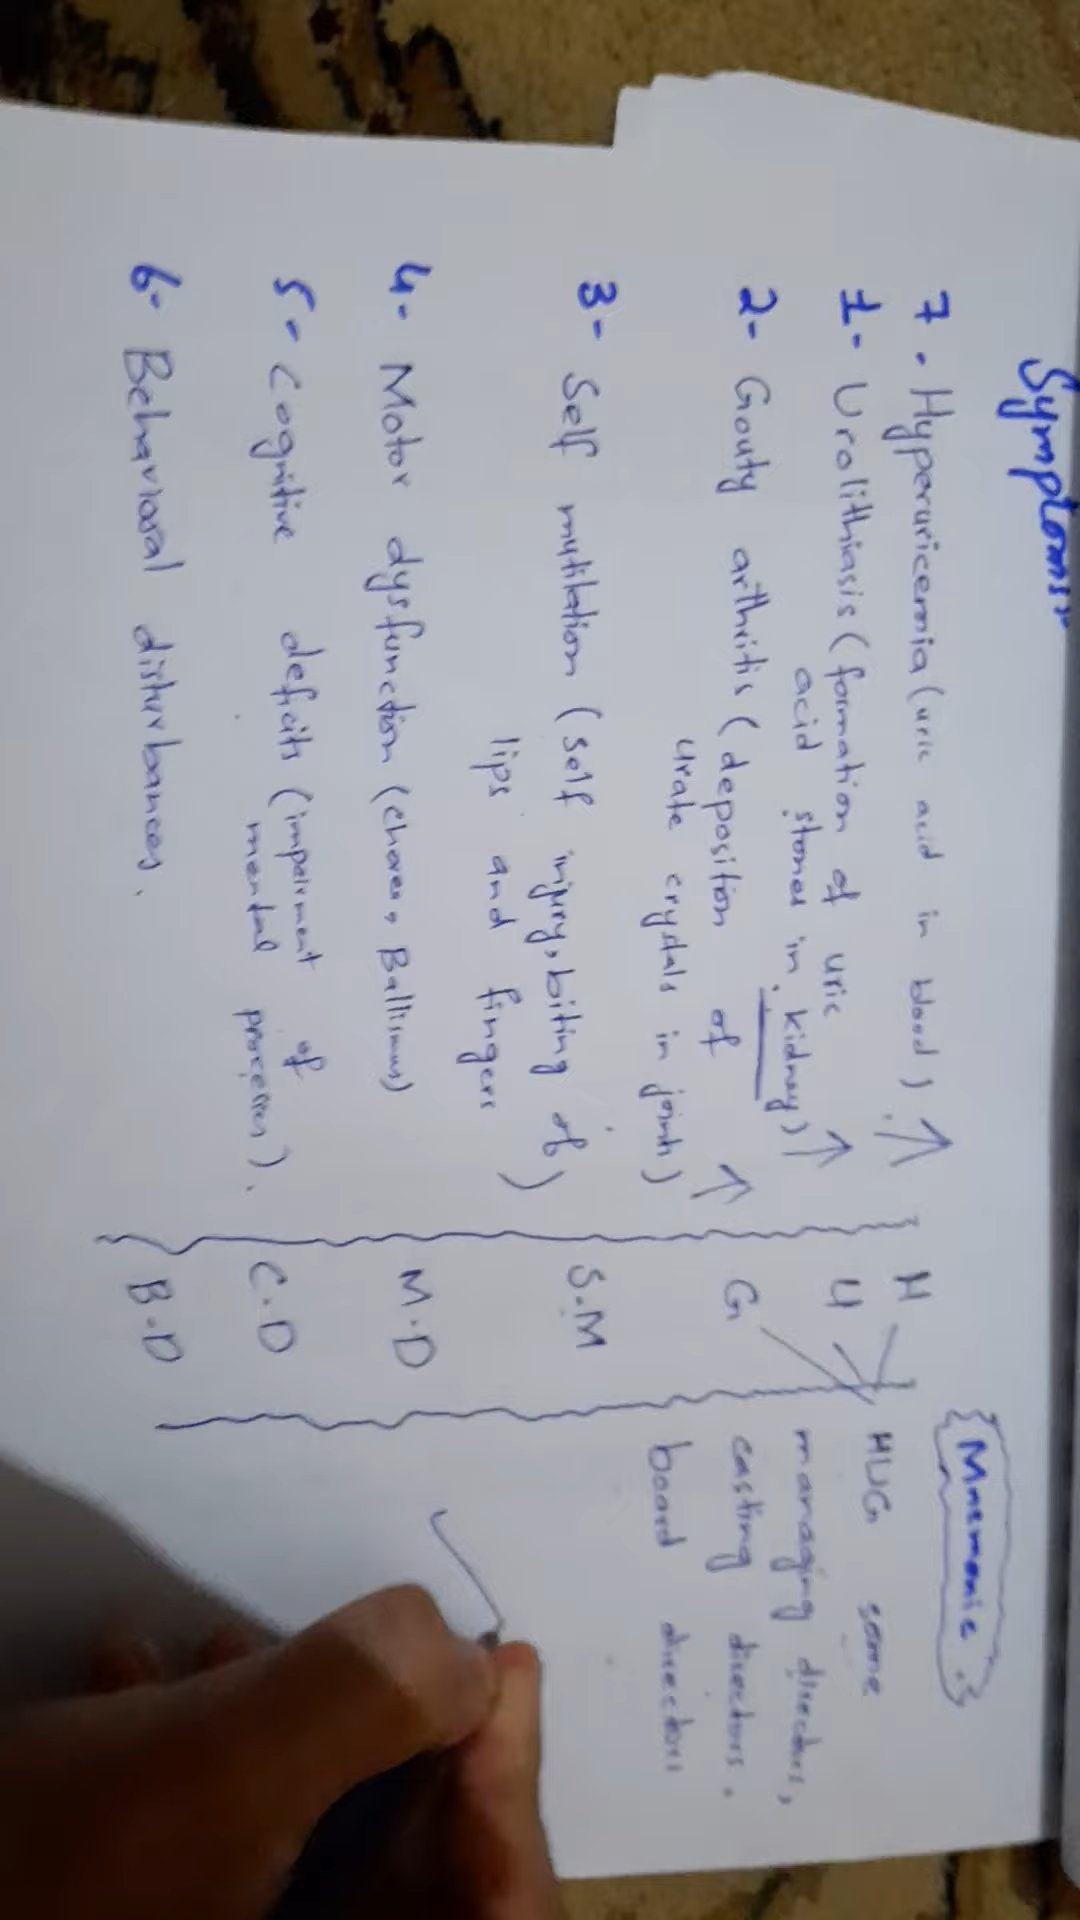 Symptoms:
7 - Hyperuricemia (uric acid in blood) ↑
1- Urolithiasis (formation of uric
acid stones in kidney) ↑
2- Gouty arthritis (deposition of ↑
urate crystals in joints)
3- Self mutilation (self injury, biting of
lips and fingers)
4- Motor dysfunction (chorea, Ballismus)
5- Cognitive deficits (impairment of
mental processes).
6- Behavioral disturbances.
H
U
G
S.M
M.D
C.D
B.D
{Mnemonic}
HUG some
managing directors,
casting directors.
board directors